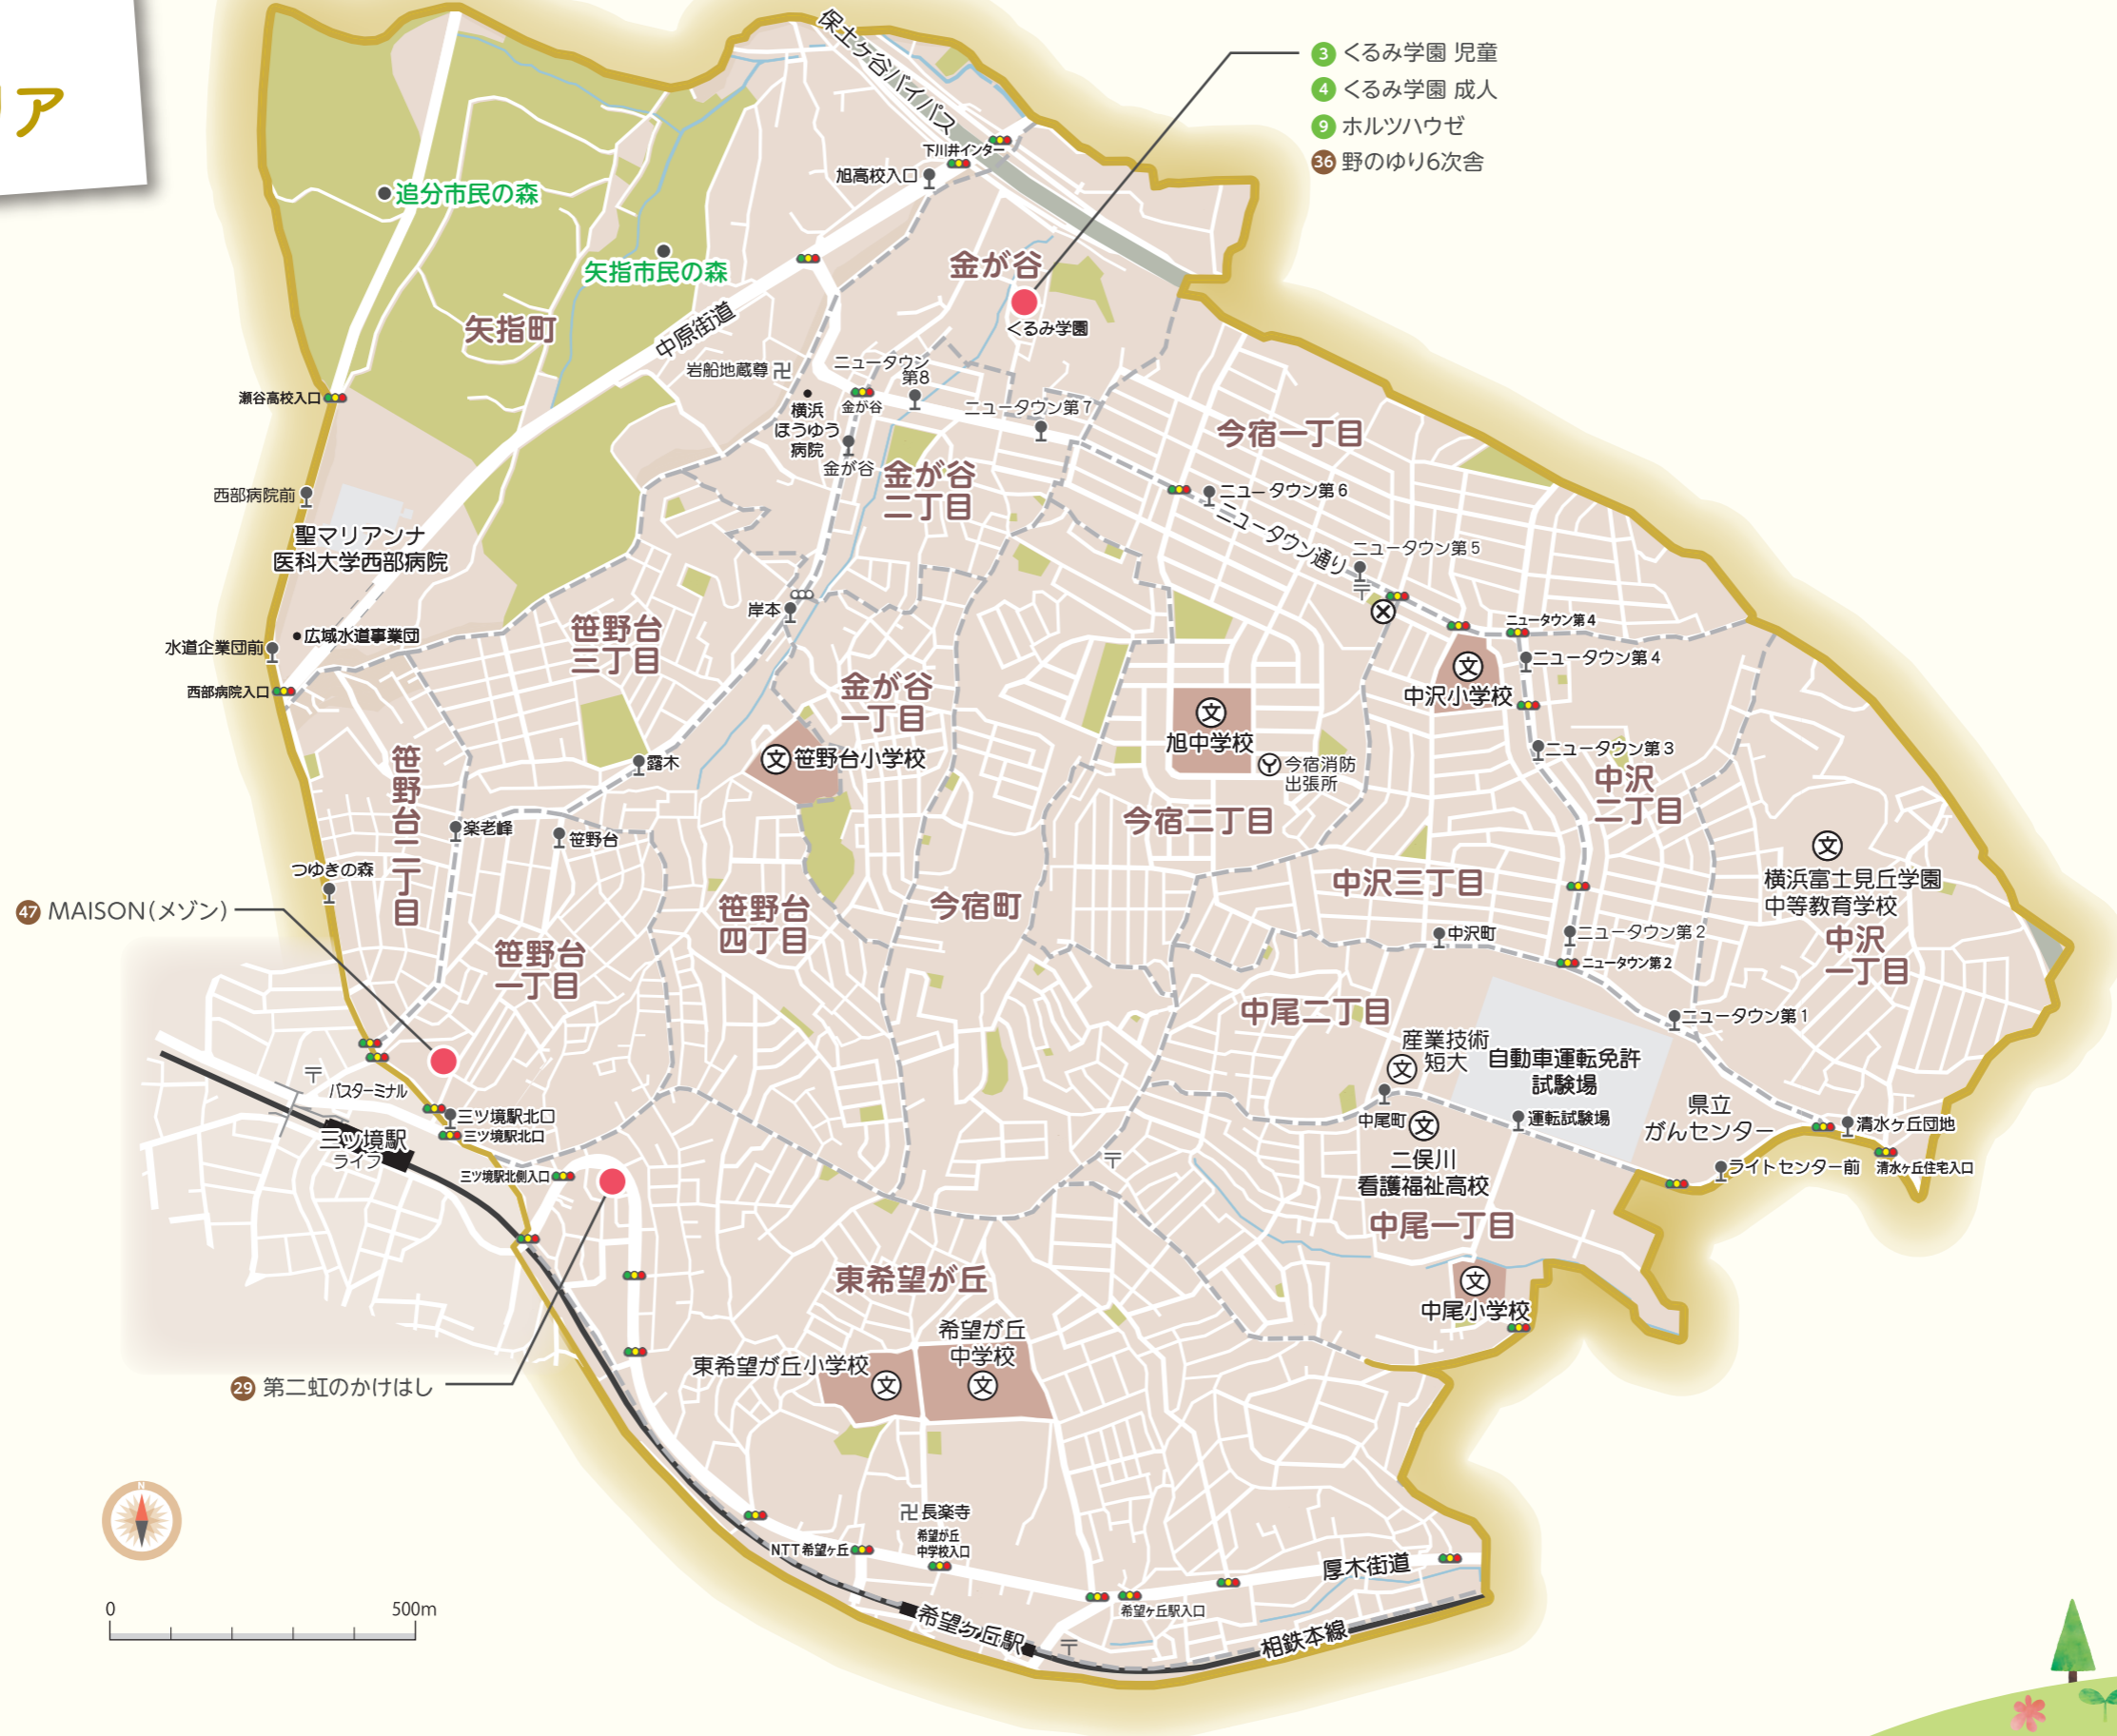 リア
保土ヶ谷バイパス
3 くるみ学園 児童
4 くるみ学園 成人
9 ホルツハウゼ
36 野のゆり6次舎
下川井インター
旭高校入口
追分市民の森
矢指市民の森
金が谷
くるみ学園
矢指町
中原街道
岩船地蔵尊 卍
ニュータウン
第8
瀬谷高校入口
横浜
ほうゆう
病院
金が谷
ニュータウン第7
金が谷
今宿一丁目
金が谷
二丁目
西部病院前
ニュータウン第6
聖マリアンナ
医科大学西部病院
ニュータウン通り
ニュータウン第5
〒
岸本
水道企業団前
広域水道事業団
笹野台
三丁目
ニュータウン第4
ニュータウン第4
文
中沢小学校
西部病院入口
金が谷
一丁目
文
旭中学校
笹野台二丁目
露木
文 笹野台小学校
今宿消防
出張所
ニュータウン第3
中沢
二丁目
楽老峰
笹野台
今宿二丁目
つゆきの森
文
横浜富士見丘学園
中等教育学校
中沢三丁目
47 MAISON(メゾン)
笹野台
四丁目
今宿町
中沢町
ニュータウン第2
ニュータウン第2
中沢
一丁目
笹野台
一丁目
中尾二丁目
ニュータウン第1
産業技術
短大
文
自動車運転免許
試験場
〒
バスターミナル
三ツ境駅北口
三ツ境駅北口
中尾町
文
運転試験場
県立
がんセンター
清水ヶ丘団地
三ツ境駅
ライフ
三ツ境駅北側入口
〒
二俣川
看護福祉高校
ライトセンター前
清水ヶ丘住宅入口
中尾一丁目
東希望が丘
文
中尾小学校
希望が丘
中学校
文
東希望が丘小学校
文
29 第二虹のかけはし
N
卍 長楽寺
希望が丘
中学校入口
NTT希望ヶ丘
厚木街道
希望ヶ丘駅入口
0 500m
希望ヶ丘駅
〒
相鉄本線